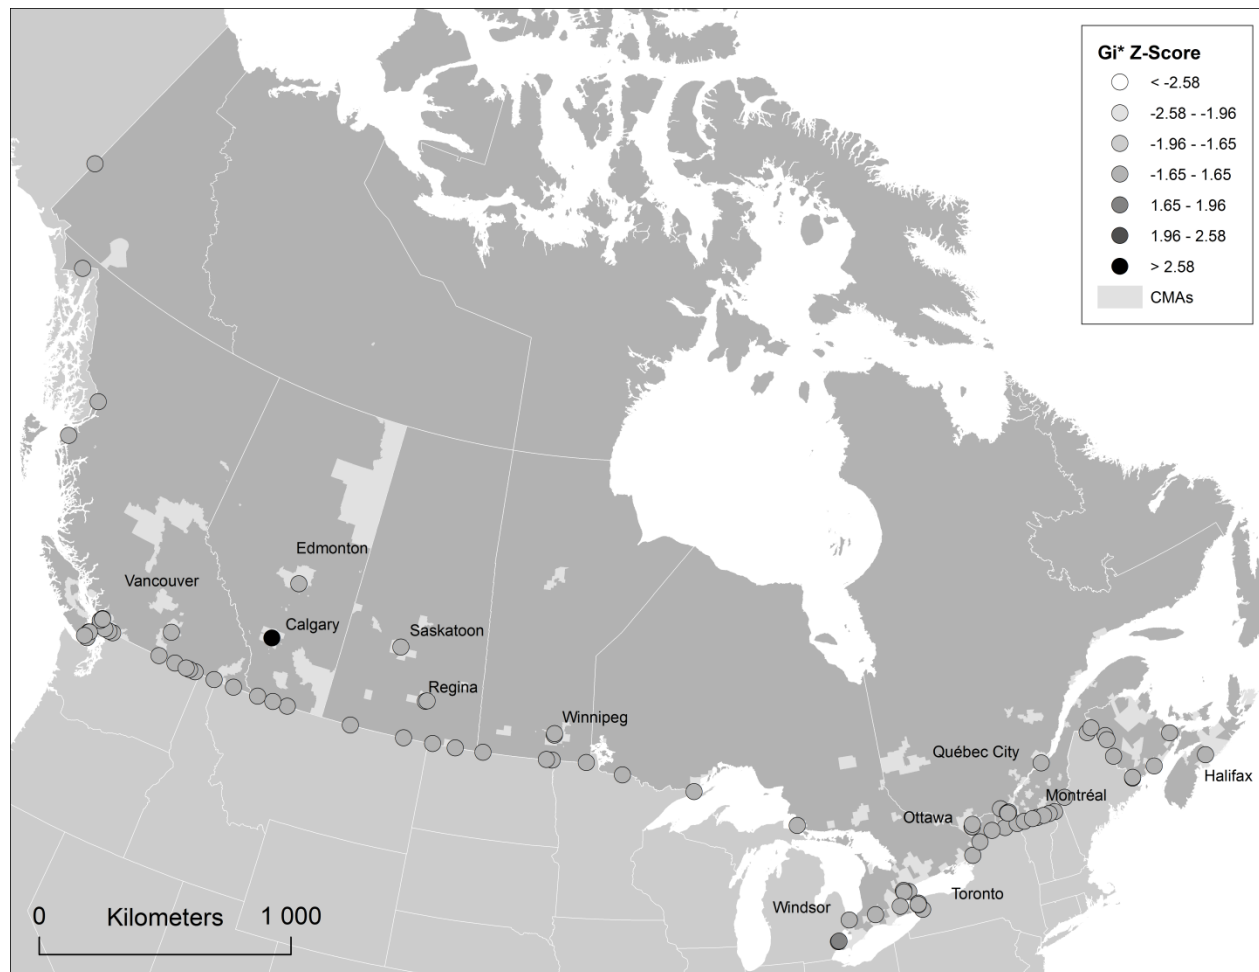 Gi* Z-Score
< -2.58
-2.58 - -1.96
-1.96 - -1.65
-1.65 - 1.65
1.65 - 1.96
1.96 - 2.58
> 2.58
CMAs
Edmonton
Vancouver
Calgary
Saskatoon
Regina
Winnipeg
Québec City
Halifax
Montréal
Ottawa
Toronto
Windsor
0 Kilometers 1 000